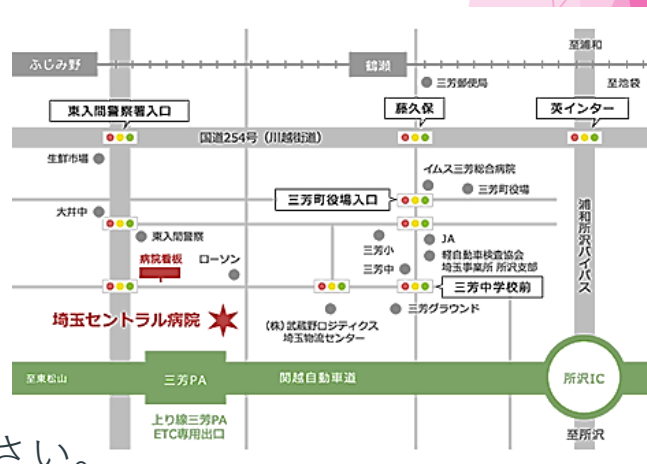 至浦和
ふじみ野
鶴瀬
三芳郵便局
至池袋
東入間警察署入口
藤久保
英インター
国道254号(川越街道)
生鮮市場
イムス三芳総合病院
三芳町役場入口
三芳町役場
大井中
浦和所沢バイパス
東入間警察
三芳小
JA
病院看板
ローソン
軽自動車検査協会
埼玉事業所 所沢支部
三芳中
三芳中学校前
埼玉セントラル病院
三芳グラウンド
(株)武蔵野ロジティクス
埼玉物流センター
至東松山
三芳PA
関越自動車道
所沢IC
上り線三芳PA
ETC専用出口
至所沢
さい。